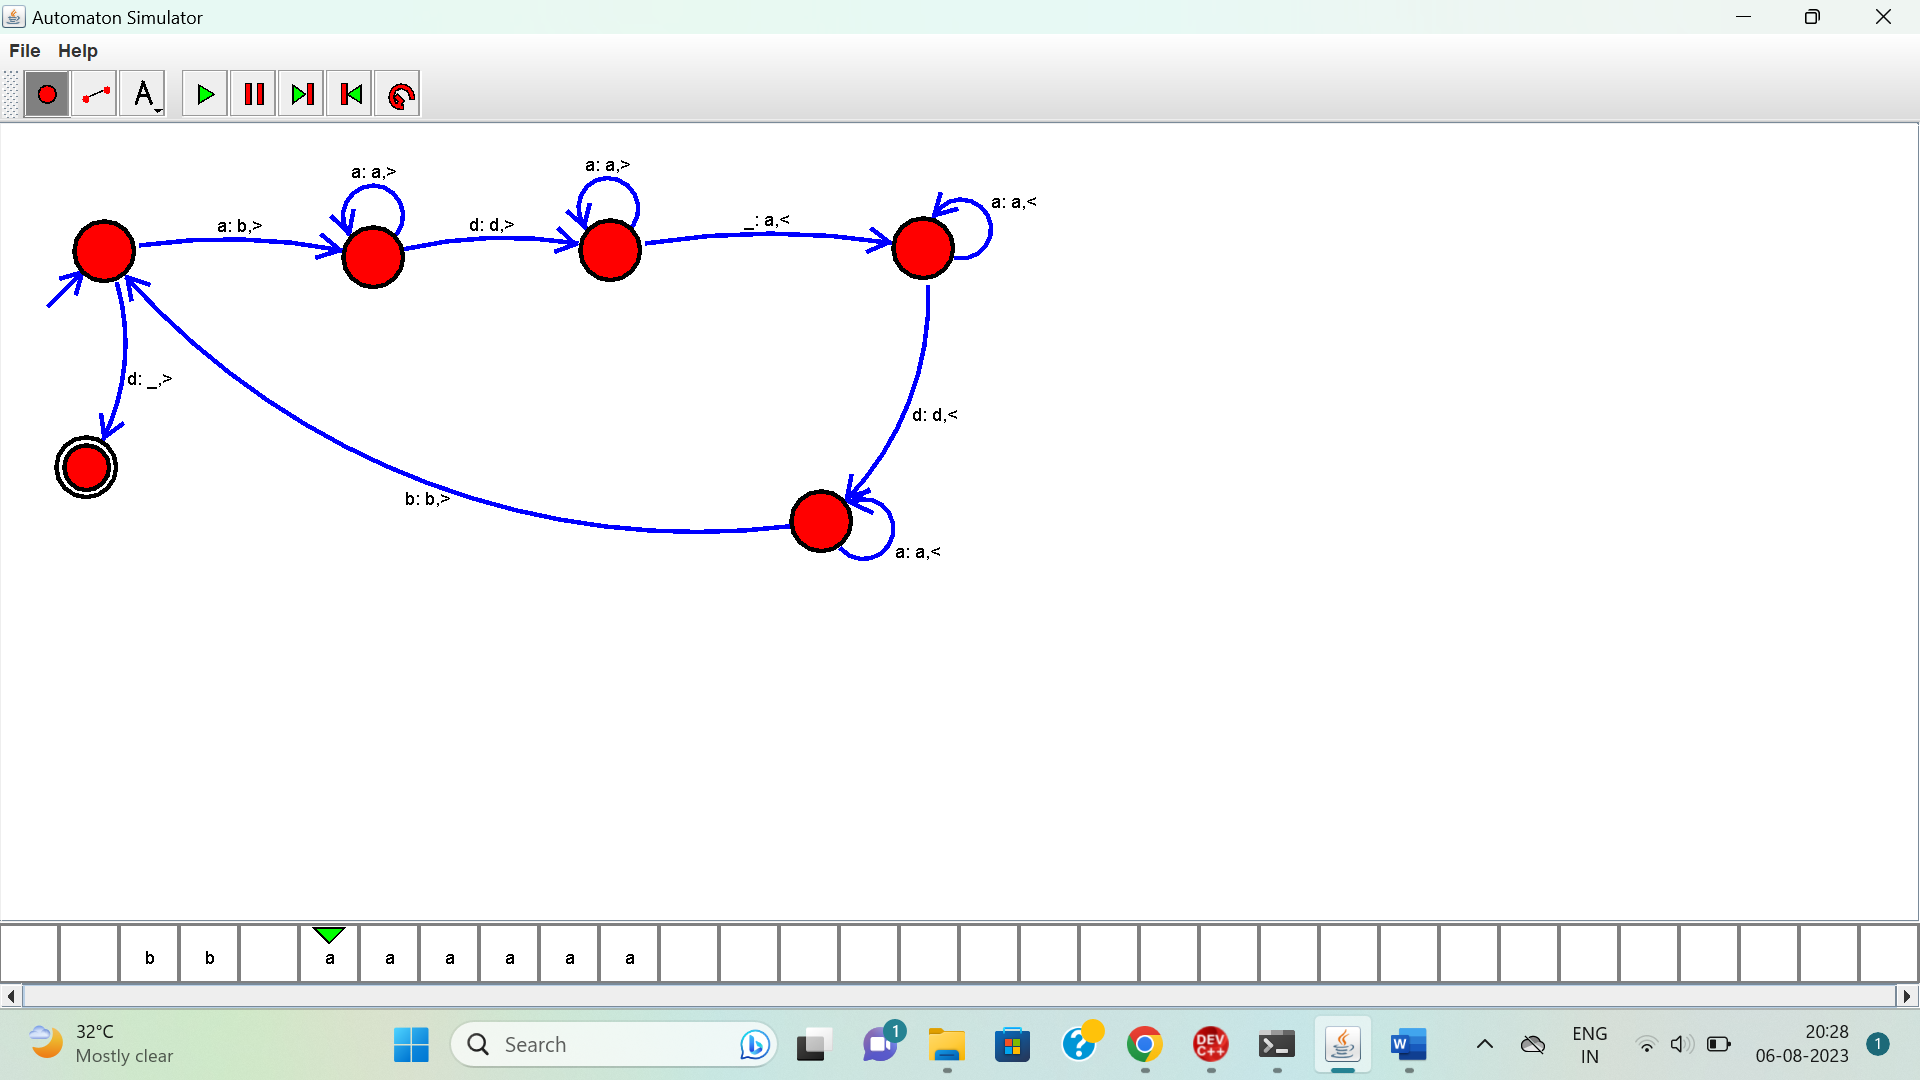 Automaton Simulator
File Help
A
a: a,>
a: a,>
a: a,<
a: b,>
d: d,>
_: a,<
d: _,>
d: d,<
b: b,>
a: a,<
b b a a a a a a
32°C
Mostly clear
Search
1
DEV
C++
W
ENG
IN
20:28
06-08-2023
1